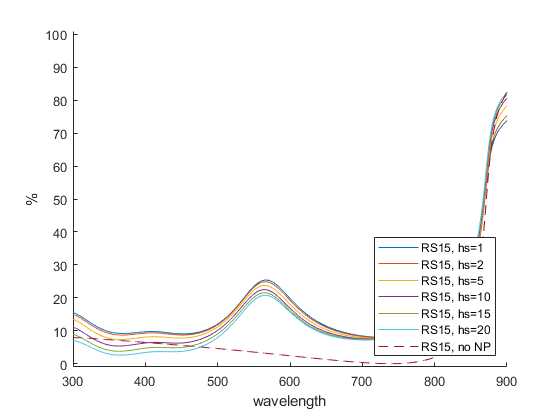 100
90
80
70
60
50
40
30
20
10
0
%
300 400 500 600 700 800 900
wavelength
RS15, hs=1
RS15, hs=2
RS15, hs=5
RS15, hs=10
RS15, hs=15
RS15, hs=20
RS15, no NP